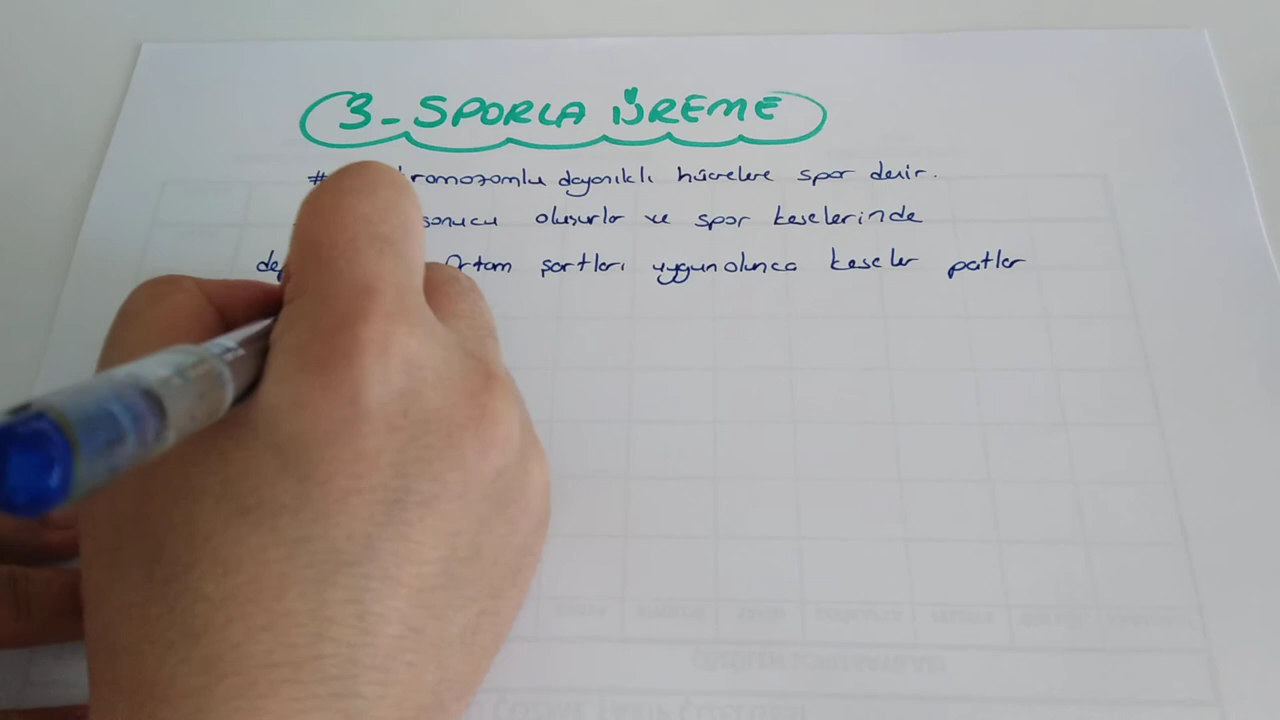 3- SPORLA ÜREME
# kromozomlu dayanıklı hücrelere spor denir.
sonucu oluşurlar ve spor keselerinde
Ortam şartları uygun olunca keseler patlar